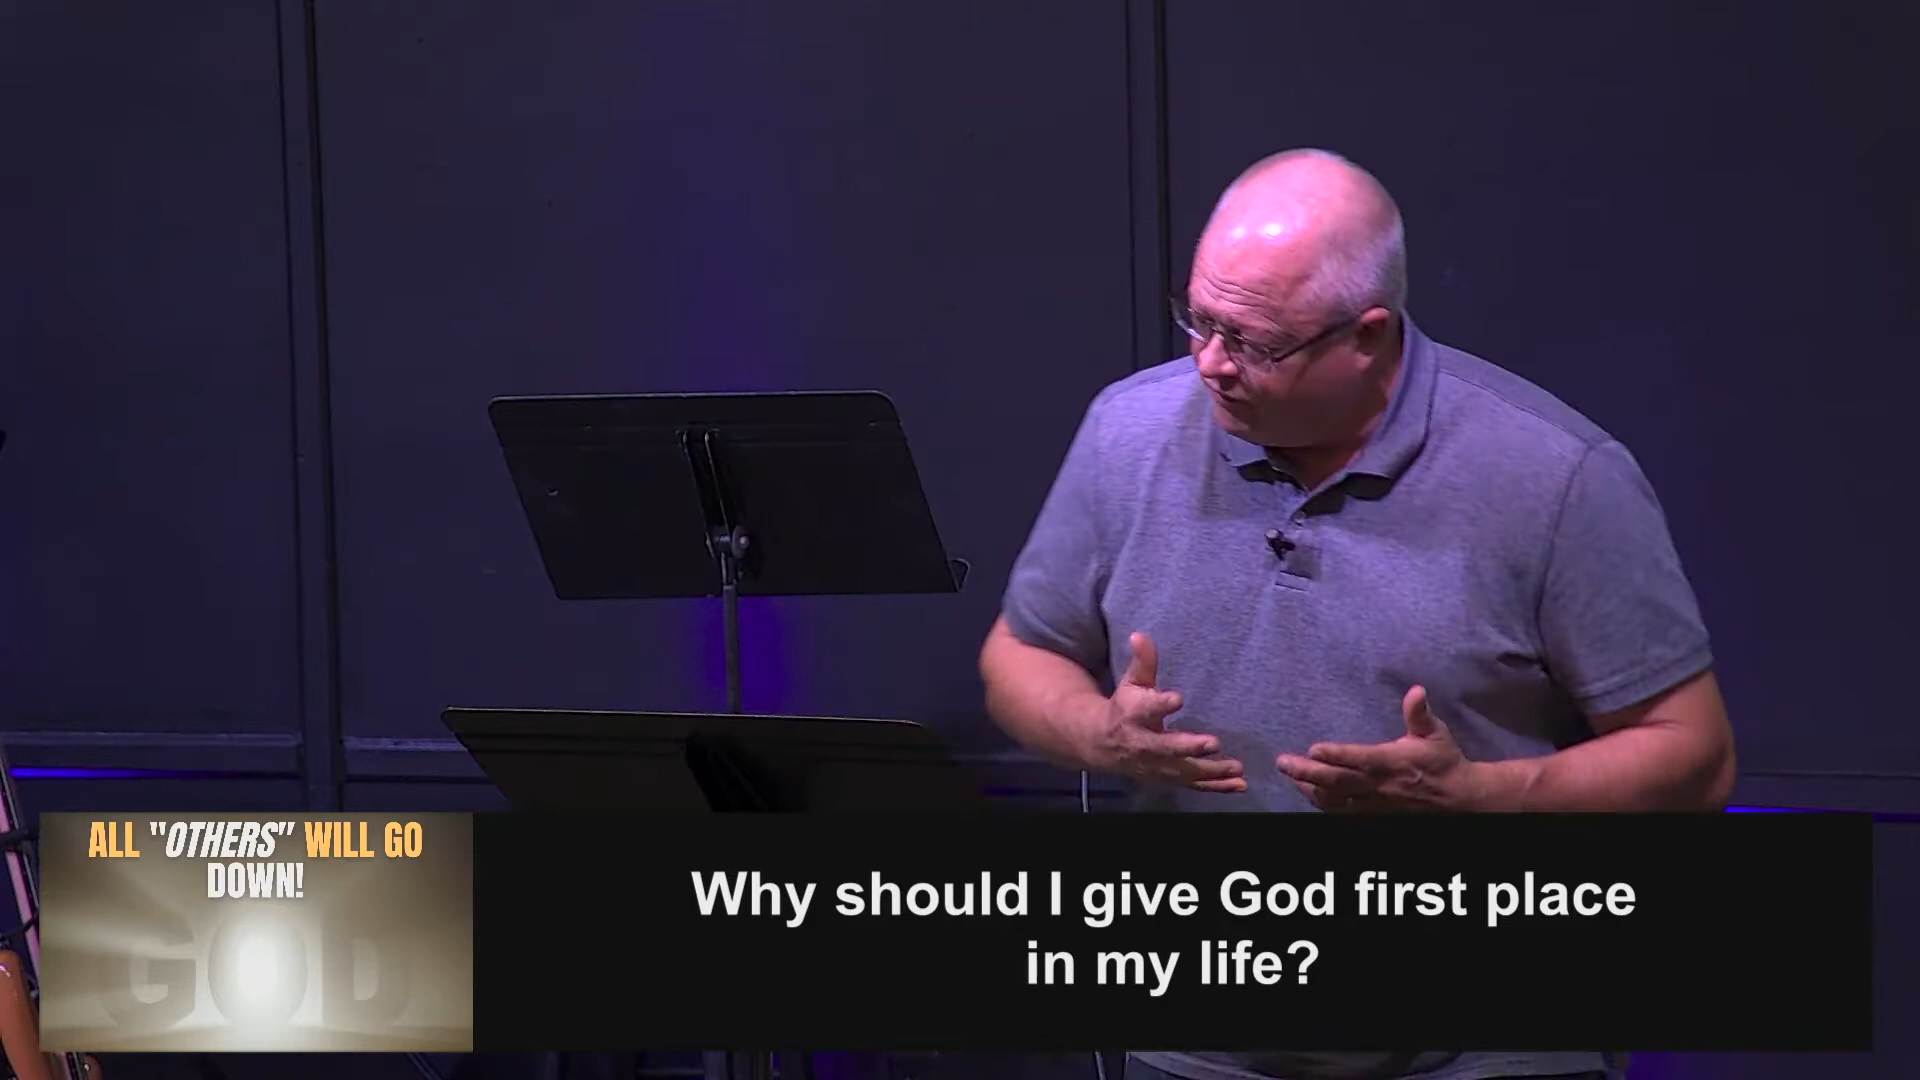 ALL "OTHERS" WILL GO
DOWN!
GOD
Why should I give God first place
in my life?